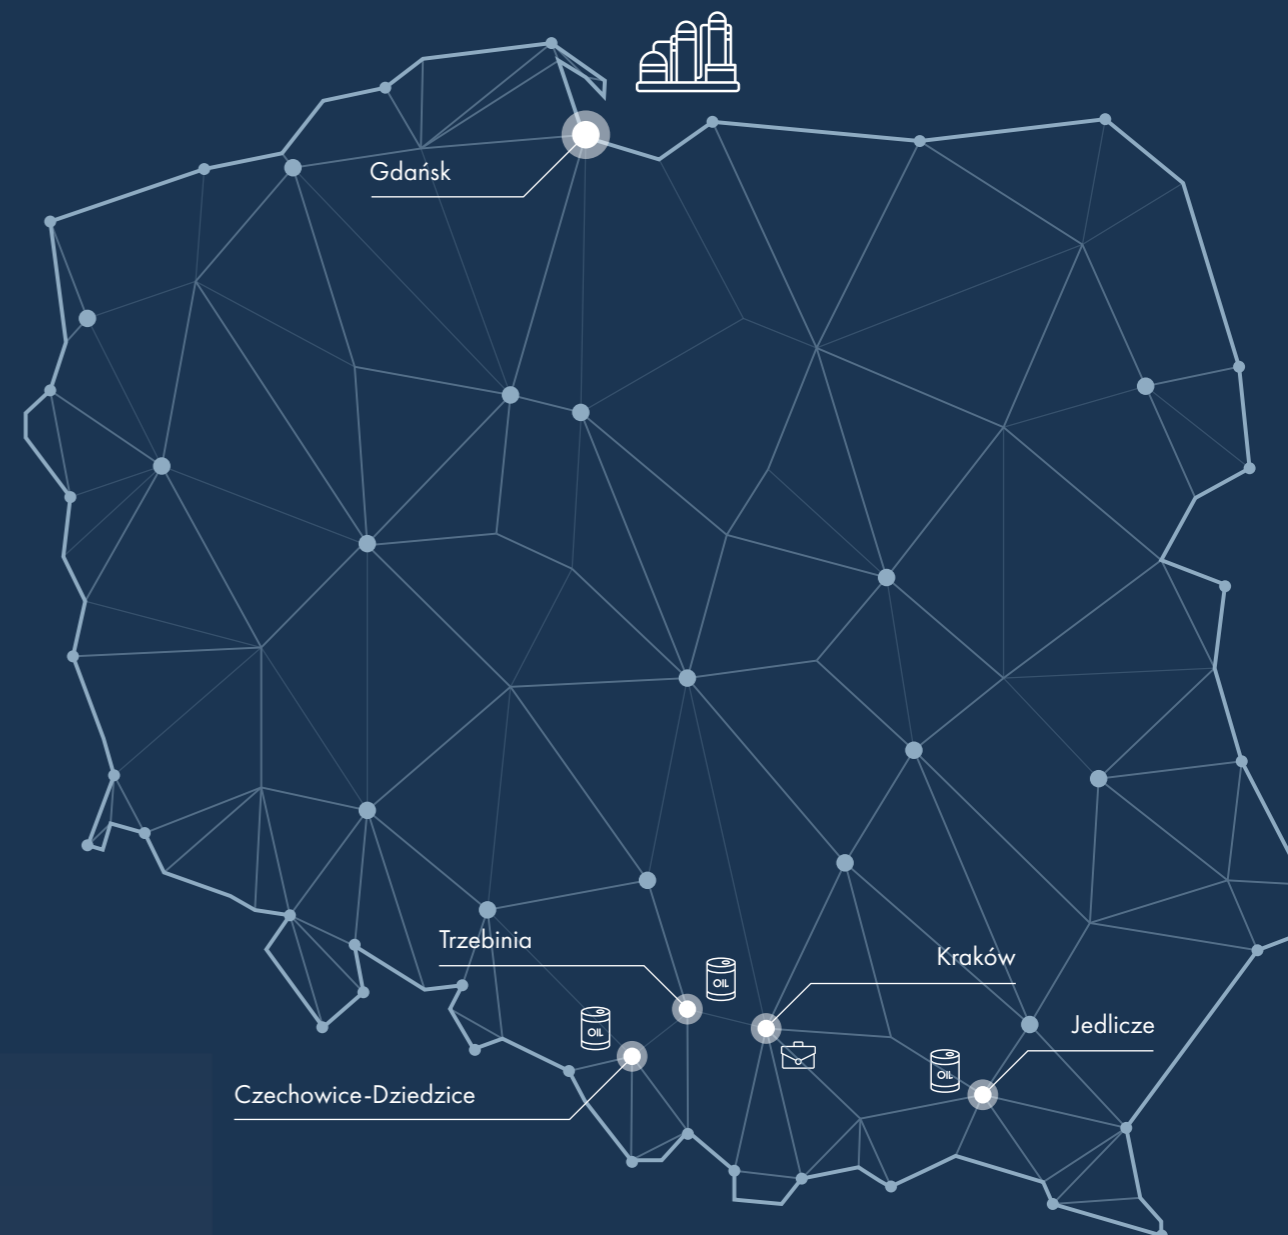 Gdańsk
Trzebinia
OIL
Kraków
OIL
Jedlicze
OIL
Czechowice-Dziedzice